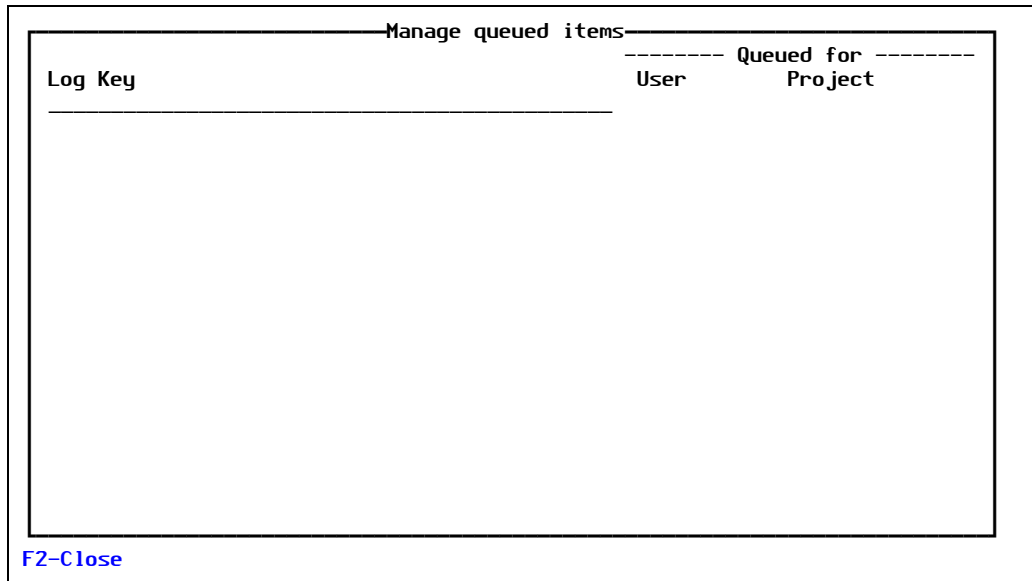 Manage queued items
-------- Queued for --------
Log Key User Project
F2-Close